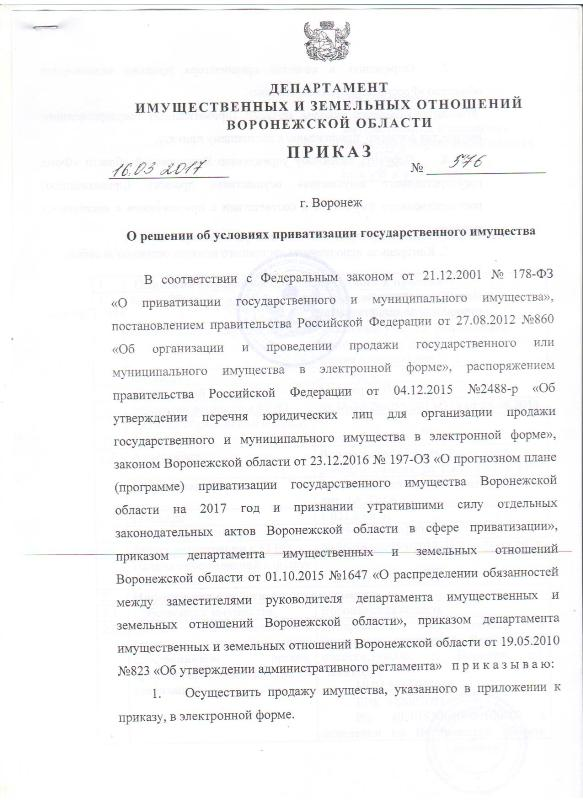 ДЕПАРТАМЕНТ
ИМУЩЕСТВЕННЫХ И ЗЕМЕЛЬНЫХ ОТНОШЕНИЙ
ВОРОНЕЖСКОЙ ОБЛАСТИ
ПРИКАЗ
16.03 2017 № 576
г. Воронеж
О решении об условиях приватизации государственного имущества
В соответствии с Федеральным законом от 21.12.2001 № 178-ФЗ
«О приватизации государственного и муниципального имущества»,
постановлением правительства Российской Федерации от 27.08.2012 №860
«Об организации и проведении продажи государственного или
муниципального имущества в электронной форме», распоряжением
правительства Российской Федерации от 04.12.2015 №2488-р «Об
утверждении перечня юридических лиц для организации продажи
государственного и муниципального имущества в электронной форме»,
законом Воронежской области от 23.12.2016 № 197-ОЗ «О прогнозном плане
(программе) приватизации государственного имущества Воронежской
области на 2017 год и признании утратившими силу отдельных
законодательных актов Воронежской области в сфере приватизации»,
приказом департамента имущественных и земельных отношений
Воронежской области от 01.10.2015 №1647 «О распределении обязанностей
между заместителями руководителя департамента имущественных и
земельных отношений Воронежской области», приказом департамента
имущественных и земельных отношений Воронежской области от 19.05.2010
№823 «Об утверждении административного регламента» п р и к а з ы в а ю:
1. Осуществить продажу имущества, указанного в приложении к
приказу, в электронной форме.